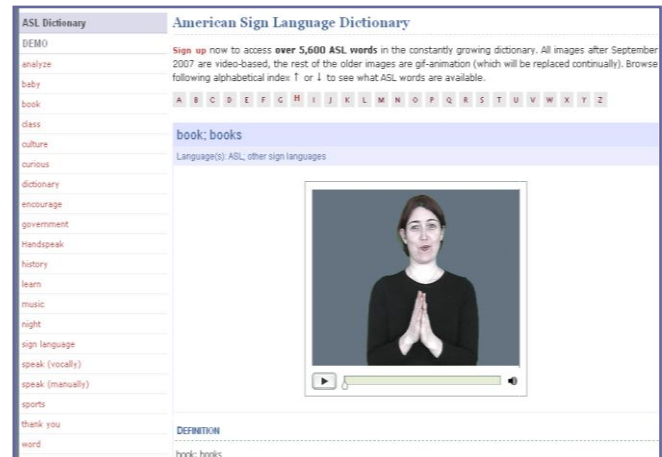 ASL Dictionary
DEMO
analyze
baby
book
class
culture
curious
dictionary
encourage
government
Handspeak
history
learn
music
night
sign language
speak (vocally)
speak (manually)
sports
thank you
word
American Sign Language Dictionary
Sign up now to access over 5,600 ASL words in the constantly growing dictionary. All images after September
2007 are video-based, the rest of the older images are gif-animation (which will be replaced continually). Browse
following alphabetical index ↑ or ↓ to see what ASL words are available.
A B C D E F G H I J K L M N O P Q R S T U V W X Y Z
book; books
Language(s): ASL; other sign languages
DEFINITION
book; books